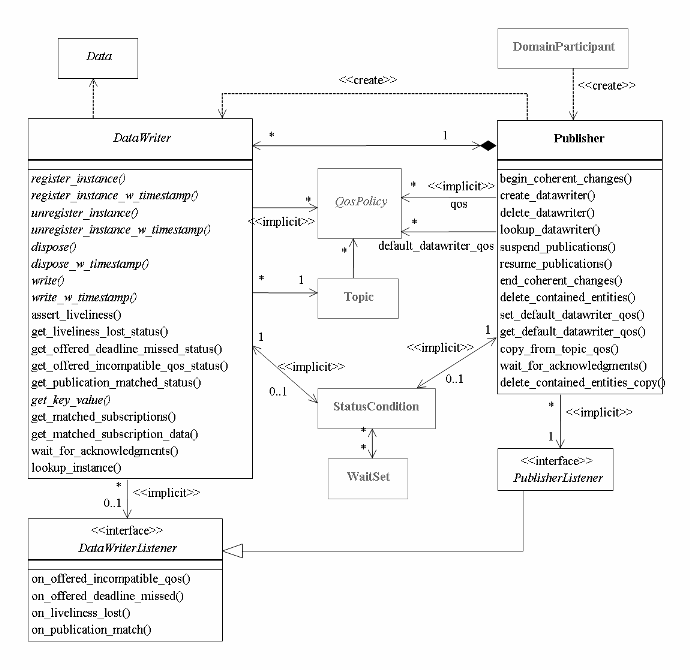 DomainParticipant
Data
<<create>>
<<create>>
DataWriter
*
1
Publisher
register_instance()
register_instance_w_timestamp()
unregister_instance()
unregister_instance_w_timestamp()
dispose()
dispose_w_timestamp()
write()
write_w_timestamp()
assert_liveliness()
get_liveliness_lost_status()
get_offered_deadline_missed_status()
get_offered_incompatible_qos_status()
get_publication_matched_status()
get_key_value()
get_matched_subscriptions()
get_matched_subscription_data()
wait_for_acknowledgments()
lookup_instance()
*
<<implicit>>
QosPolicy
*
<<implicit>>
qos
*
default_datawriter_qos
*
*
1
Topic
begin_coherent_changes()
create_datawriter()
delete_datawriter()
lookup_datawriter()
suspend_publications()
resume_publications()
end_coherent_changes()
delete_contained_entities()
set_default_datawriter_qos()
get_default_datawriter_qos()
copy_from_topic_qos()
wait_for_acknowledgments()
delete_contained_entities_copy()
1
<<implicit>>
0..1
1
<<implicit>>
0..1
StatusCondition
*
*
WaitSet
*
<<implicit>>
1
<<interface>>
PublisherListener
*
<<implicit>>
0..1
<<interface>>
DataWriterListener
on_offered_incompatible_qos()
on_offered_deadline_missed()
on_liveliness_lost()
on_publication_match()